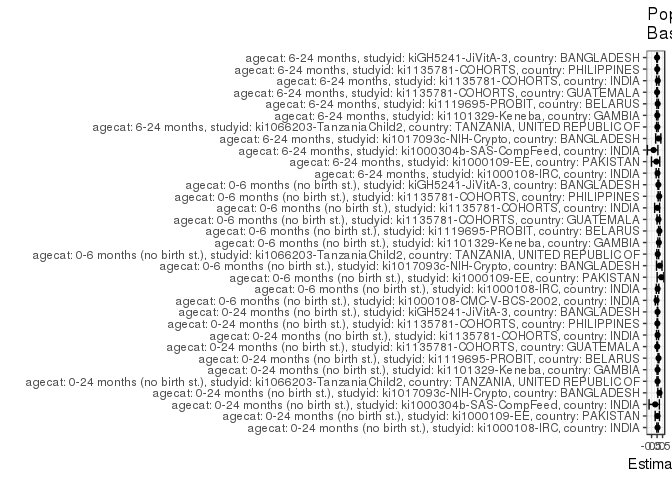 Pop
Bas
agecat: 6-24 months, studyid: kiGH5241-JiVitA-3, country: BANGLADESH
agecat: 6-24 months, studyid: ki1135781-COHORTS, country: PHILIPPINES
agecat: 6-24 months, studyid: ki1135781-COHORTS, country: INDIA
agecat: 6-24 months, studyid: ki1135781-COHORTS, country: GUATEMALA
agecat: 6-24 months, studyid: ki1119695-PROBIT, country: BELARUS
agecat: 6-24 months, studyid: ki1101329-Keneba, country: GAMBIA
agecat: 6-24 months, studyid: ki1066203-TanzaniaChild2, country: TANZANIA, UNITED REPUBLIC OF
agecat: 6-24 months, studyid: ki1017093c-NIH-Crypto, country: BANGLADESH
agecat: 6-24 months, studyid: ki1000304b-SAS-CompFeed, country: INDIA
agecat: 6-24 months, studyid: ki1000109-EE, country: PAKISTAN
agecat: 6-24 months, studyid: ki1000108-IRC, country: INDIA
agecat: 0-6 months (no birth st.), studyid: kiGH5241-JiVitA-3, country: BANGLADESH
agecat: 0-6 months (no birth st.), studyid: ki1135781-COHORTS, country: PHILIPPINES
agecat: 0-6 months (no birth st.), studyid: ki1135781-COHORTS, country: INDIA
agecat: 0-6 months (no birth st.), studyid: ki1135781-COHORTS, country: GUATEMALA
agecat: 0-6 months (no birth st.), studyid: ki1119695-PROBIT, country: BELARUS
agecat: 0-6 months (no birth st.), studyid: ki1101329-Keneba, country: GAMBIA
agecat: 0-6 months (no birth st.), studyid: ki1066203-TanzaniaChild2, country: TANZANIA, UNITED REPUBLIC OF
agecat: 0-6 months (no birth st.), studyid: ki1017093c-NIH-Crypto, country: BANGLADESH
agecat: 0-6 months (no birth st.), studyid: ki1000109-EE, country: PAKISTAN
agecat: 0-6 months (no birth st.), studyid: ki1000108-IRC, country: INDIA
agecat: 0-6 months (no birth st.), studyid: ki1000108-CMC-V-BCS-2002, country: INDIA
agecat: 0-24 months (no birth st.), studyid: kiGH5241-JiVitA-3, country: BANGLADESH
agecat: 0-24 months (no birth st.), studyid: ki1135781-COHORTS, country: PHILIPPINES
agecat: 0-24 months (no birth st.), studyid: ki1135781-COHORTS, country: INDIA
agecat: 0-24 months (no birth st.), studyid: ki1135781-COHORTS, country: GUATEMALA
agecat: 0-24 months (no birth st.), studyid: ki1119695-PROBIT, country: BELARUS
agecat: 0-24 months (no birth st.), studyid: ki1101329-Keneba, country: GAMBIA
agecat: 0-24 months (no birth st.), studyid: ki1066203-TanzaniaChild2, country: TANZANIA, UNITED REPUBLIC OF
agecat: 0-24 months (no birth st.), studyid: ki1017093c-NIH-Crypto, country: BANGLADESH
agecat: 0-24 months (no birth st.), studyid: ki1000304b-SAS-CompFeed, country: INDIA
agecat: 0-24 months (no birth st.), studyid: ki1000109-EE, country: PAKISTAN
agecat: 0-24 months (no birth st.), studyid: ki1000108-IRC, country: INDIA
Estima